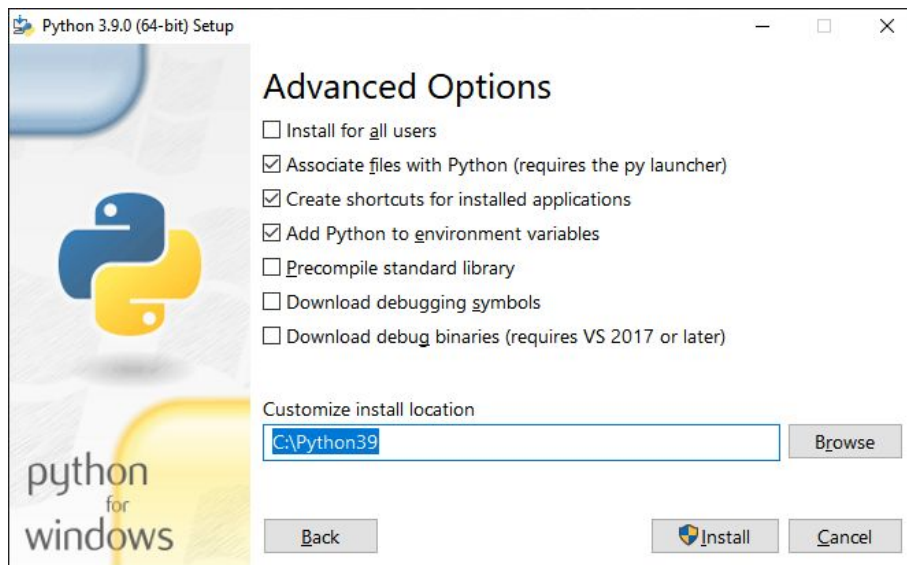 Python 3.9.0 (64-bit) Setup
Advanced Options
Install for all users
Associate files with Python (requires the py launcher)
Create shortcuts for installed applications
Add Python to environment variables
Precompile standard library
Download debugging symbols
Download debug binaries (requires VS 2017 or later)
Customize install location
C:\Python39
Browse
python
for
windows
Back
Install
Cancel